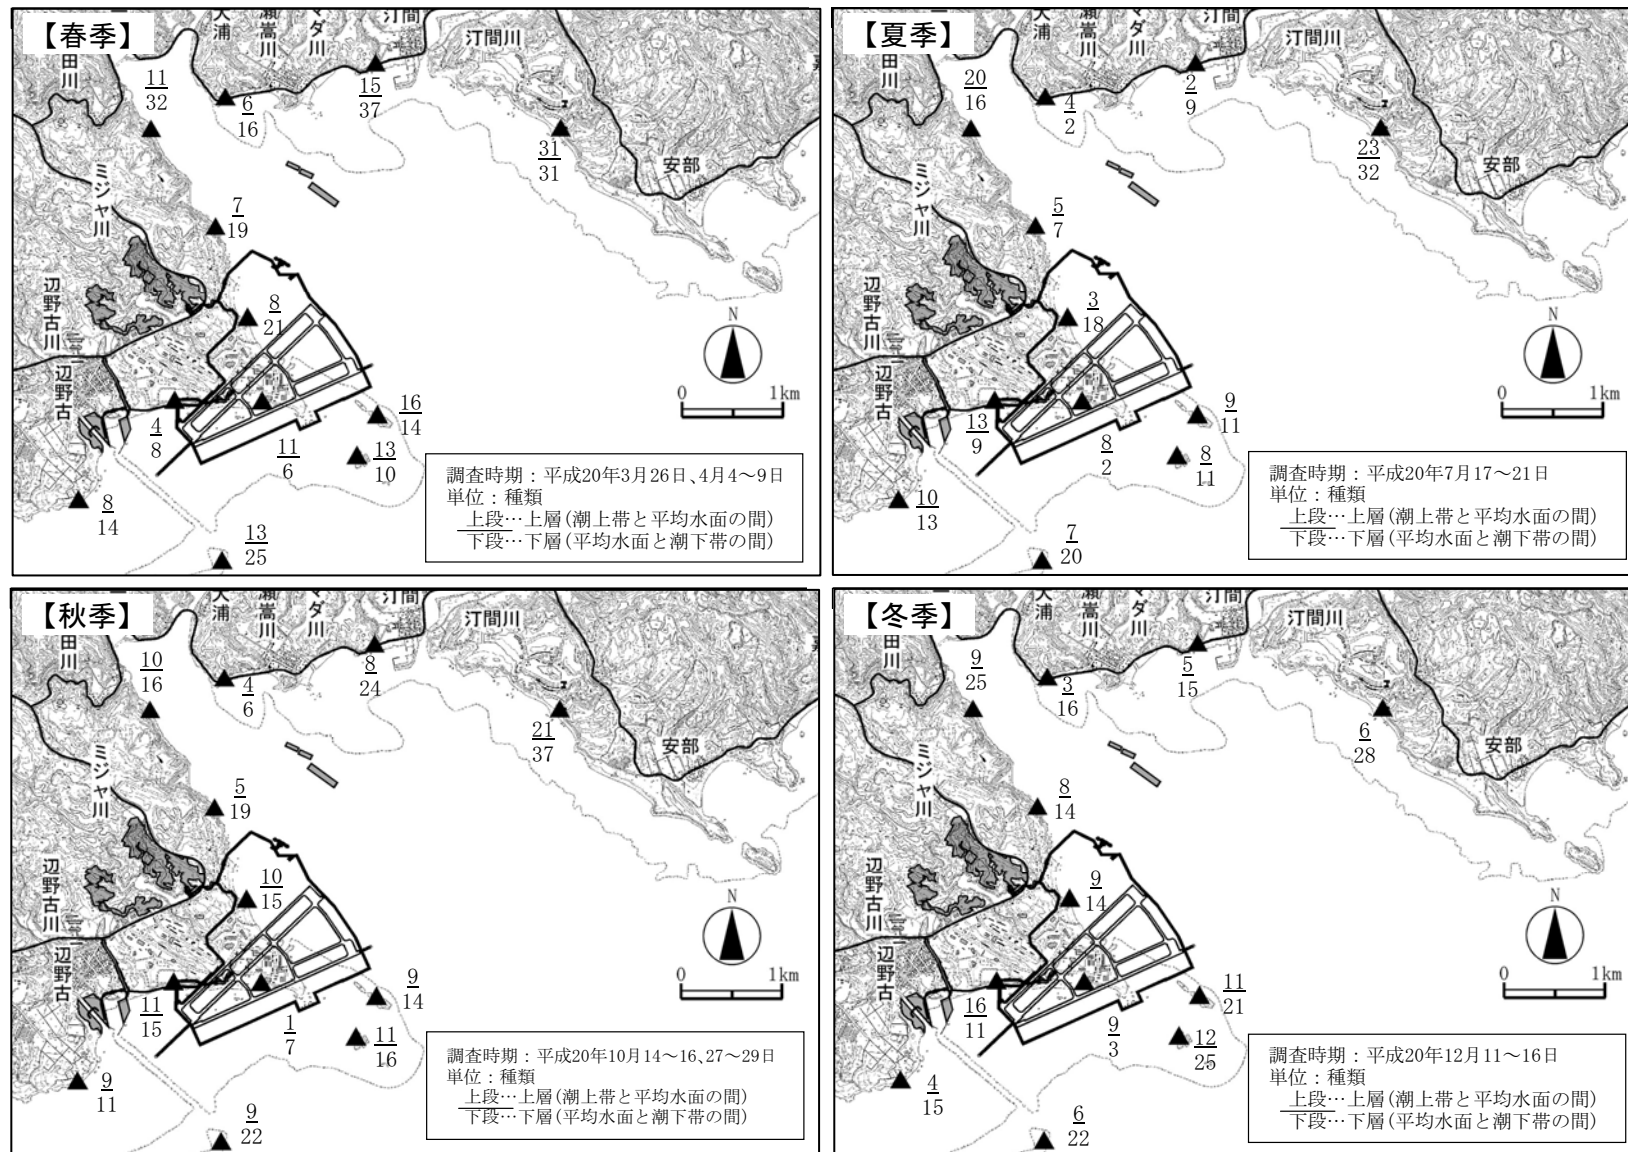 【春季】
田川
大浦
瀬嵩川
マダ川
汀間
汀間川
安部
ミジャ川
辺野古川
辺野古
11
32
6
16
15
37
31
31
7
19
8
21
4
8
11
6
16
14
13
10
8
14
13
25
N
0 1km
調査時期：平成20年3月26日、4月4～9日
単位：種類
上段…上層(潮上帯と平均水面の間)
下段…下層(平均水面と潮下帯の間)
【夏季】
田川
大浦
瀬嵩川
マダ川
汀間
汀間川
安部
ミジャ川
辺野古川
辺野古
20
16
4
2
2
9
23
32
5
7
3
18
13
9
8
2
9
11
8
11
10
13
7
20
N
0 1km
調査時期：平成20年7月17～21日
単位：種類
上段…上層(潮上帯と平均水面の間)
下段…下層(平均水面と潮下帯の間)
【秋季】
田川
大浦
瀬嵩川
マダ川
汀間
汀間川
安部
ミジャ川
辺野古川
辺野古
10
16
4
6
8
24
21
37
5
19
10
15
11
15
1
7
9
14
11
16
9
11
9
22
N
0 1km
調査時期：平成20年10月14～16、27～29日
単位：種類
上段…上層(潮上帯と平均水面の間)
下段…下層(平均水面と潮下帯の間)
【冬季】
田川
大浦
瀬嵩川
マダ川
汀間
汀間川
安部
ミジャ川
辺野古川
辺野古
9
25
3
16
5
15
6
28
8
14
9
14
16
11
9
3
11
21
12
25
4
15
6
22
N
0 1km
調査時期：平成20年12月11～16日
単位：種類
上段…上層(潮上帯と平均水面の間)
下段…下層(平均水面と潮下帯の間)